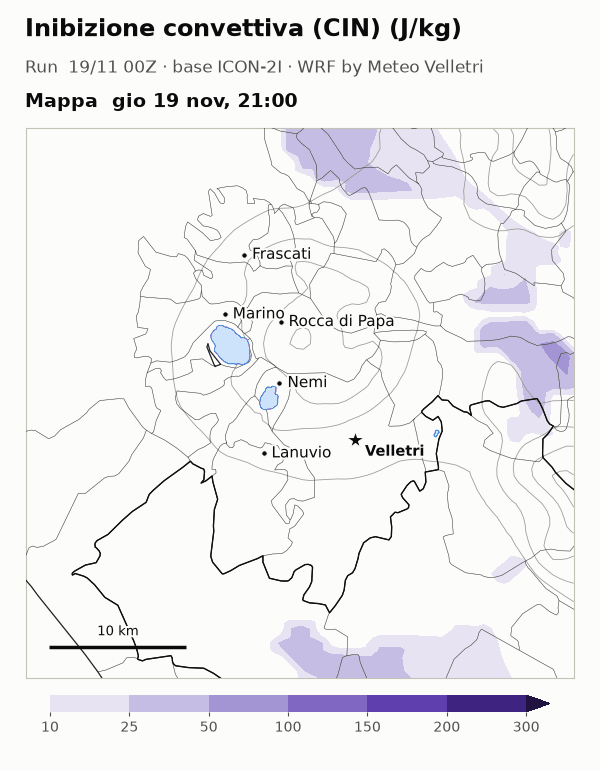 Inibizione convettiva (CIN) (J/kg)
Run  19/11 00Z · base ICON-2I · WRF by Meteo Velletri
Mappa  gio 19 nov, 21:00
Frascati
Marino
Rocca di Papa
Nemi
Velletri
Lanuvio
10 km
10 25 50 100 150 200 300